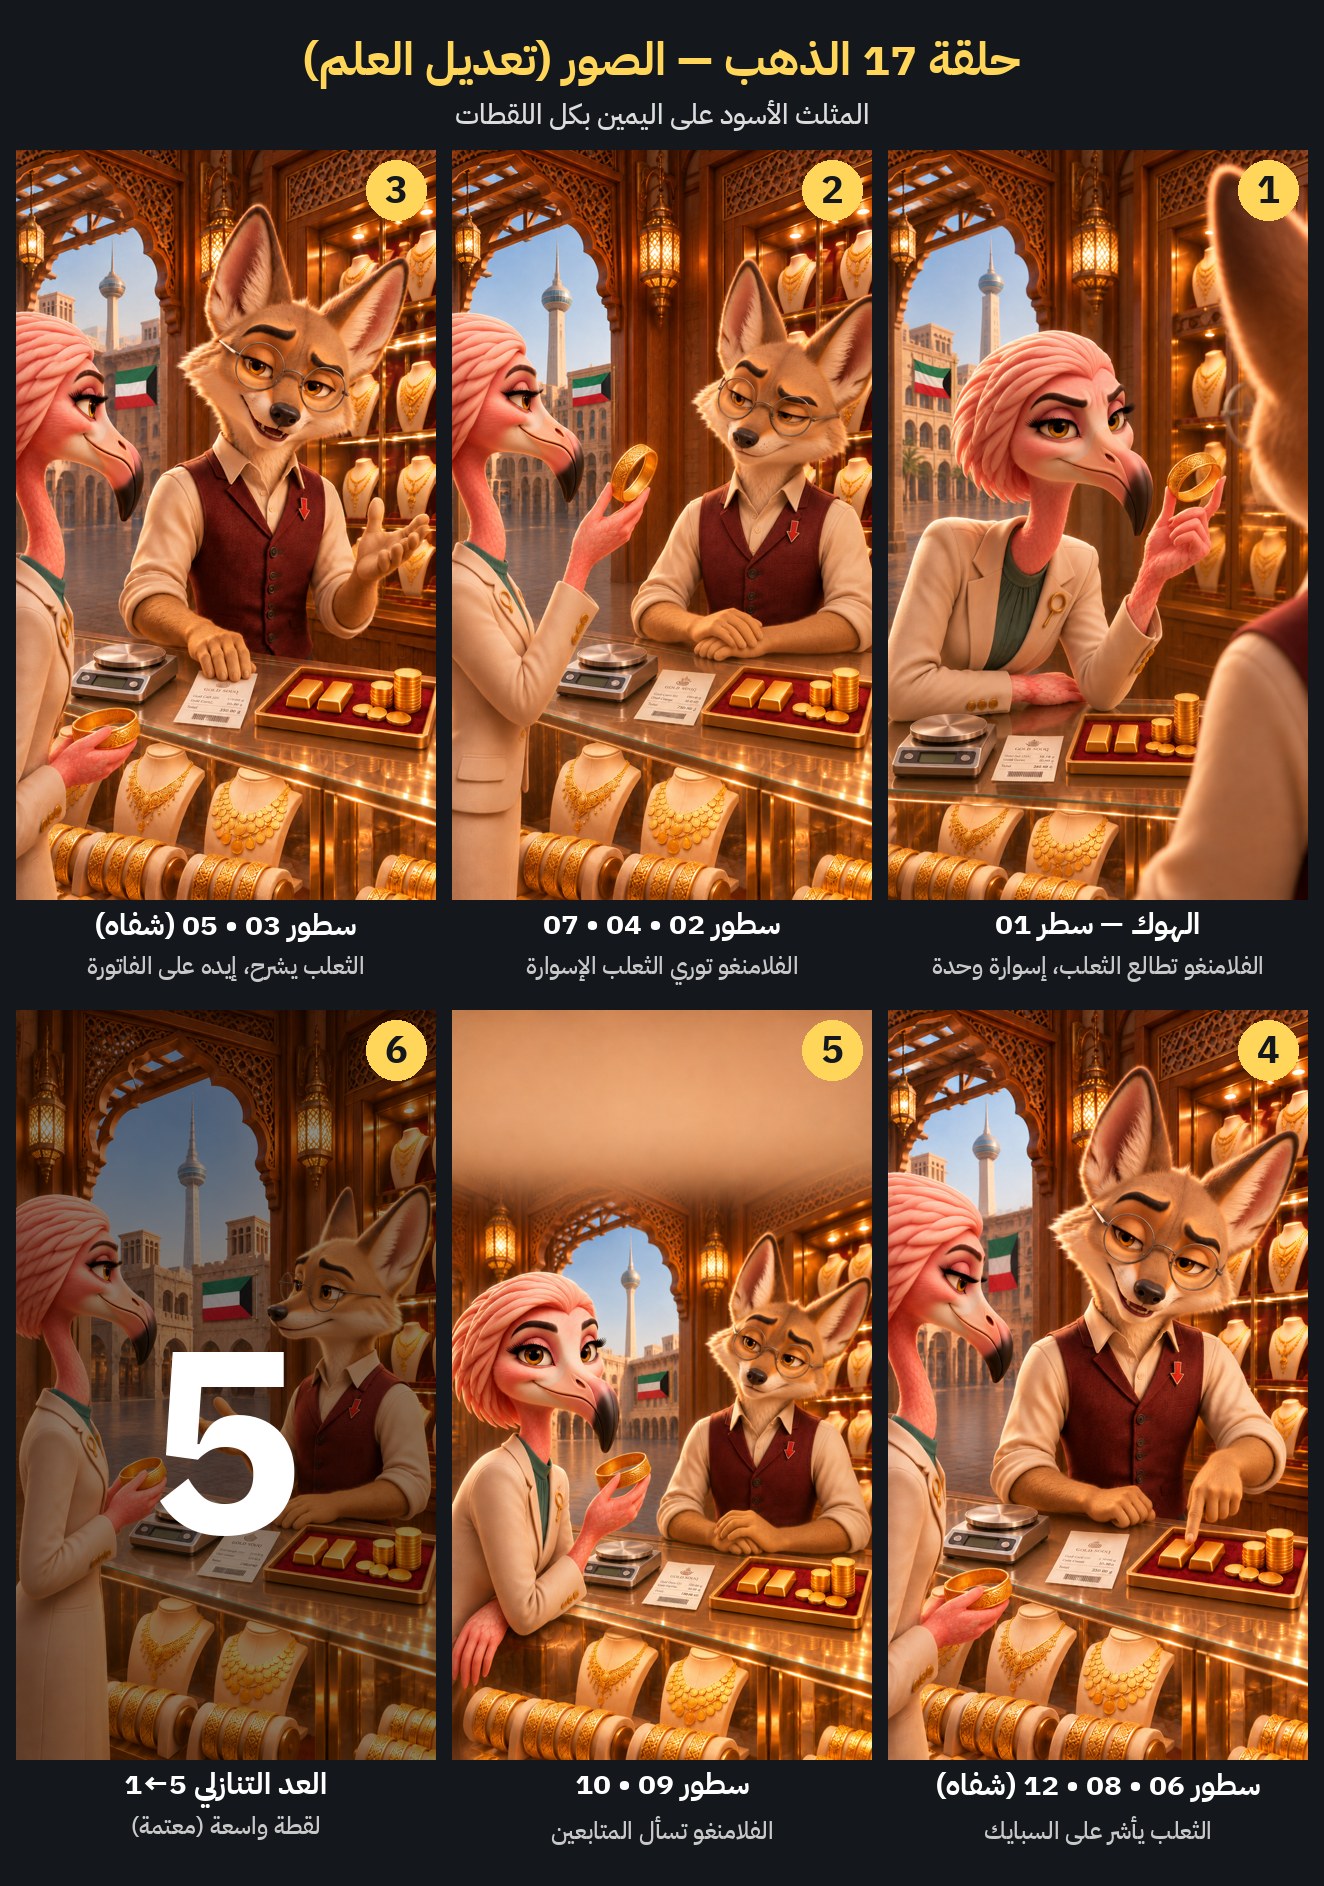 حلقة 17 الذهب — الصور (تعديل العلم)
المثلث الأسود على اليمين بكل اللقطات
1
2
3
الهوك — سطر 01
الفلامنغو تطالع الثعلب، إسوارة وحدة
سطور 02 • 04 • 07
الفلامنغو توري الثعلب الإسوارة
سطور 03 • 05 (شفاه)
الثعلب يشرح، إيده على الفاتورة
4
5
6
5
سطور 06 • 08 • 12 (شفاه)
الثعلب يأشر على السبايك
سطور 09 • 10
الفلامنغو تسأل المتابعين
العد التنازلي 5←1
لقطة واسعة (معتمة)